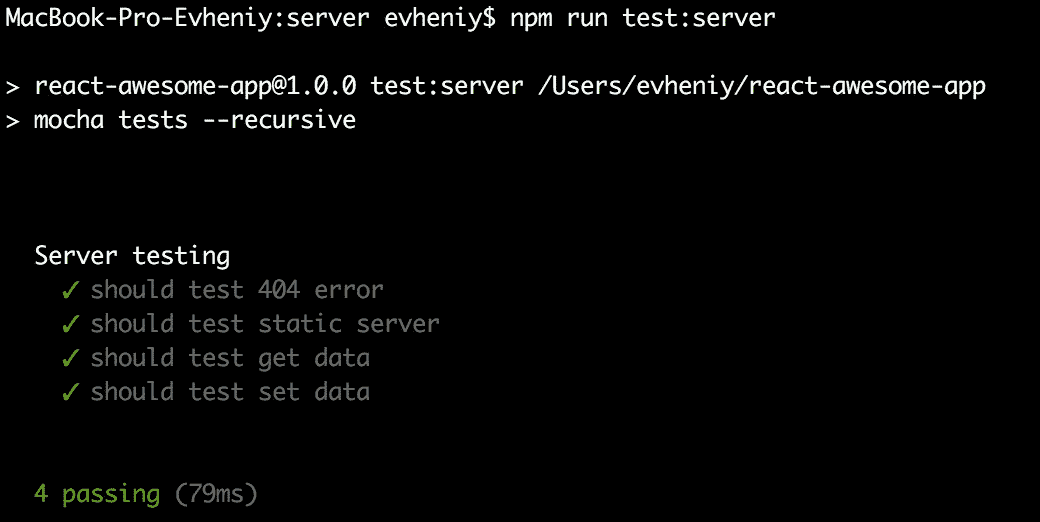 MacBook-Pro-Evheniy:server evheniy$ npm run test:server
> react-awesome-app@1.0.0 test:server /Users/evheniy/react-awesome-app
> mocha tests --recursive
Server testing
✓ should test 404 error
✓ should test static server
✓ should test get data
✓ should test set data
4 passing (79ms)